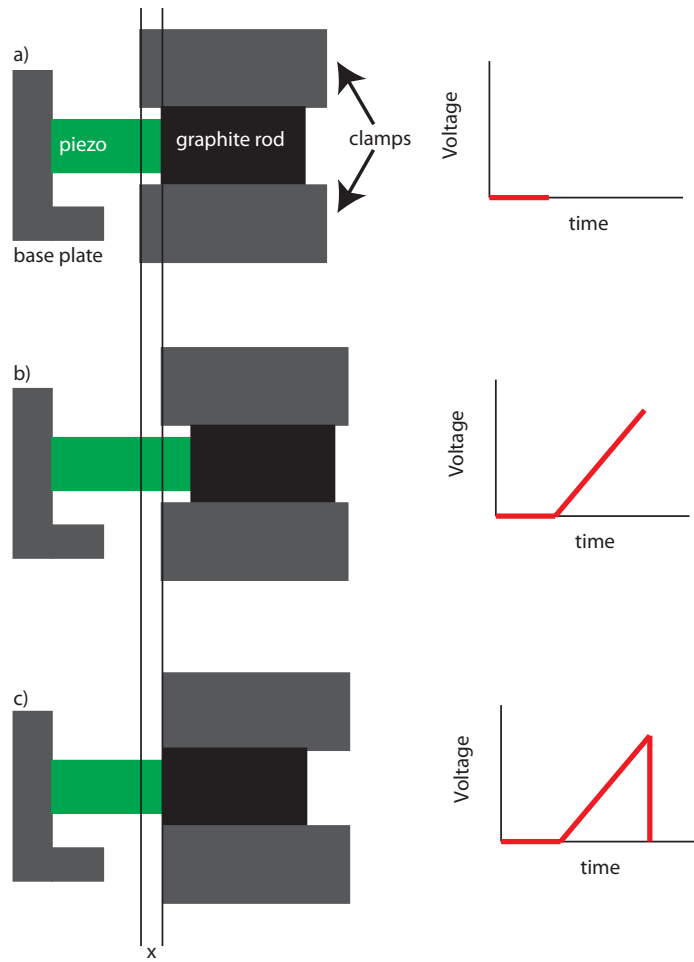 a)
piezo
graphite rod
clamps
base plate
Voltage
time
b)
Voltage
time
c)
Voltage
time
x